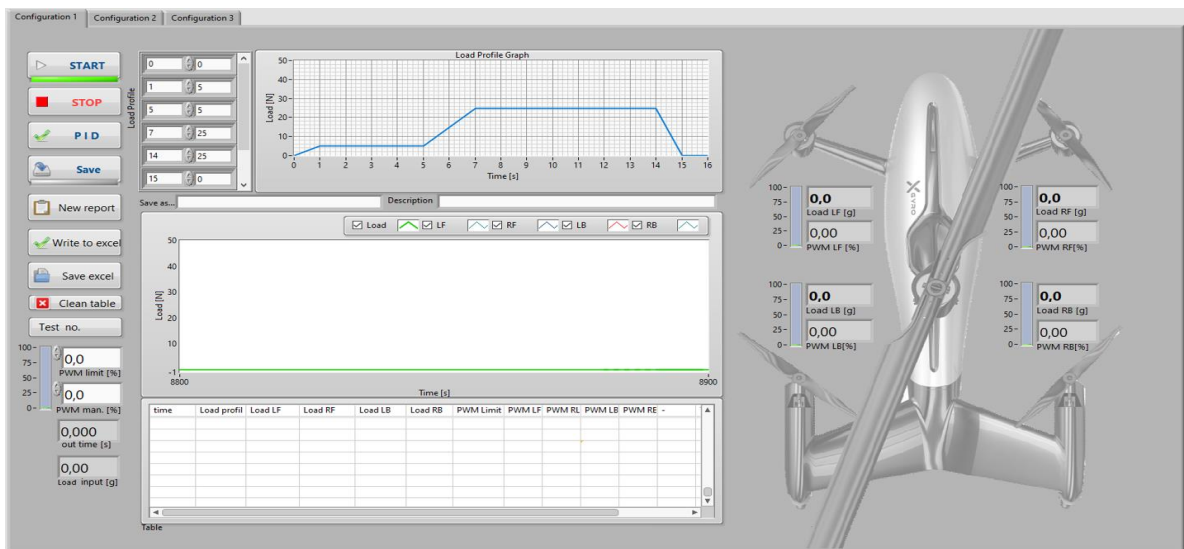 Configuration 1 Configuration 2 Configuration 3
START
STOP
P I D
Save
New report
Write to excel
Save excel
Clean table
Test no.
100
75
50
25
0
0,0
PWM limit [%]
0,0
PWM man. [%]
0,000
out time [s]
0,00
Load input [g]
Load Profile
0 0
1 5
5 5
7 25
14 25
15 0
Load Profile Graph
Load [N]
50
40
30
20
10
0
0 1 2 3 4 5 6 7 8 9 10 11 12 13 14 15 16
Time [s]
Save as... Description
Load LF RF LB RB
Load [N]
50
40
30
20
10
-1
8800 8900
Time [s]
time Load profil Load LF Load RF Load LB Load RB PWM Limit PWM LF PWM RL PWM LB PWM RE -
Table
X
GYRO
100
75
50
25
0
0,0
Load LF [g]
0,00
PWM LF [%]
100
75
50
25
0
0,0
Load RF [g]
0,00
PWM RF[%]
100
75
50
25
0
0,0
Load LB [g]
0,00
PWM LB[%]
100
75
50
25
0
0,0
Load RB [g]
0,00
PWM RB[%]